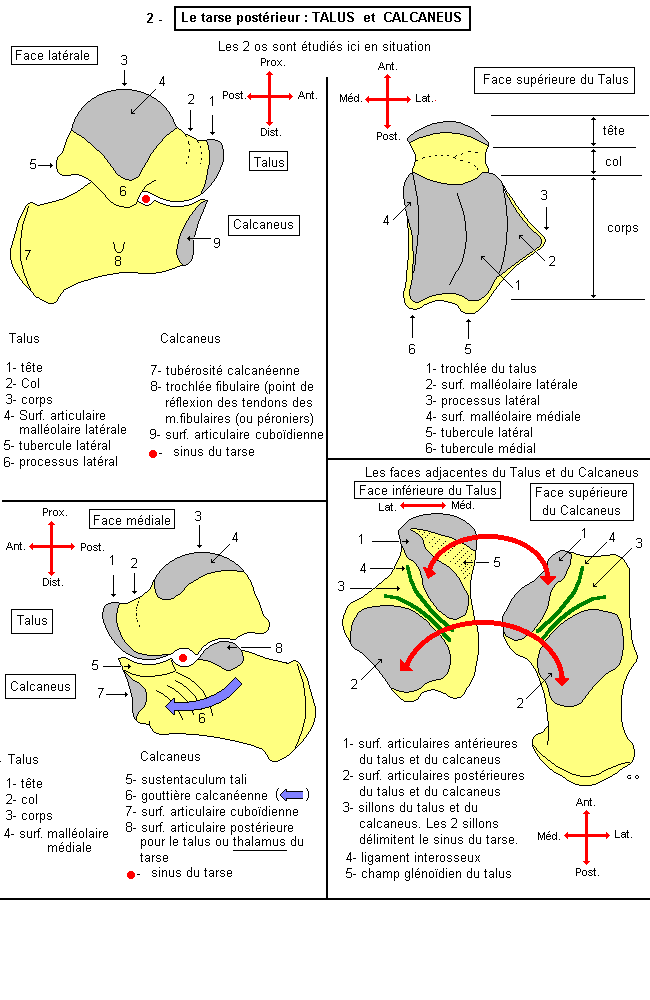 2 - Le tarse postérieur : TALUS et CALCANEUS
Les 2 os sont étudiés ici en situation
Face latérale
Prox.
Post.
Ant.
Dist.
3
4
2
1
5
6
Talus
Calcaneus
7
8
9
Talus
1- tête
2- Col
3- corps
4- Surf. articulaire
malléolaire latérale
5- tubercule latéral
6- processus latéral
Calcaneus
7- tubérosité calcanéenne
8- trochlée fibulaire (point de
réflexion des tendons des
m.fibulaires (ou péroniers)
9- surf. articulaire cuboïdienne
- sinus du tarse
Ant.
Méd.
Lat..
Post.
Face supérieure du Talus
tête
col
corps
3
4
2
1
6
5
1- trochlée du talus
2- surf. malléolaire latérale
3- processus latéral
4- surf. malléolaire médiale
5- tubercule latéral
6- tubercule médial
Prox.
Ant.
Post.
Dist.
Face médiale
3
4
1
2
Talus
8
5
Calcaneus
7
6
- Talus
1- tête
2- col
3- corps
4- surf. malléolaire
médiale
Calcaneus
5- sustentaculum tali
6- gouttière calcanéenne ( )
7- surf. articulaire cuboïdienne
8- surf. articulaire postérieure
pour le talus ou thalamus du
tarse
- sinus du tarse
Les faces adjacentes du Talus et du Calcaneus
Face inférieure du Talus
Lat.
Méd.
Face supérieure
du Calcaneus
1
4
3
5
2
1
4
3
2
G G
1- surf. articulaires antérieures
du talus et du calcaneus
2- surf. articulaires postérieures
du talus et du calcaneus
3- sillons du talus et du
calcaneus. Les 2 sillons
délimitent le sinus du tarse.
4- ligament interosseux
5- champ glénoïdien du talus
Ant.
Méd.
Lat.
Post.